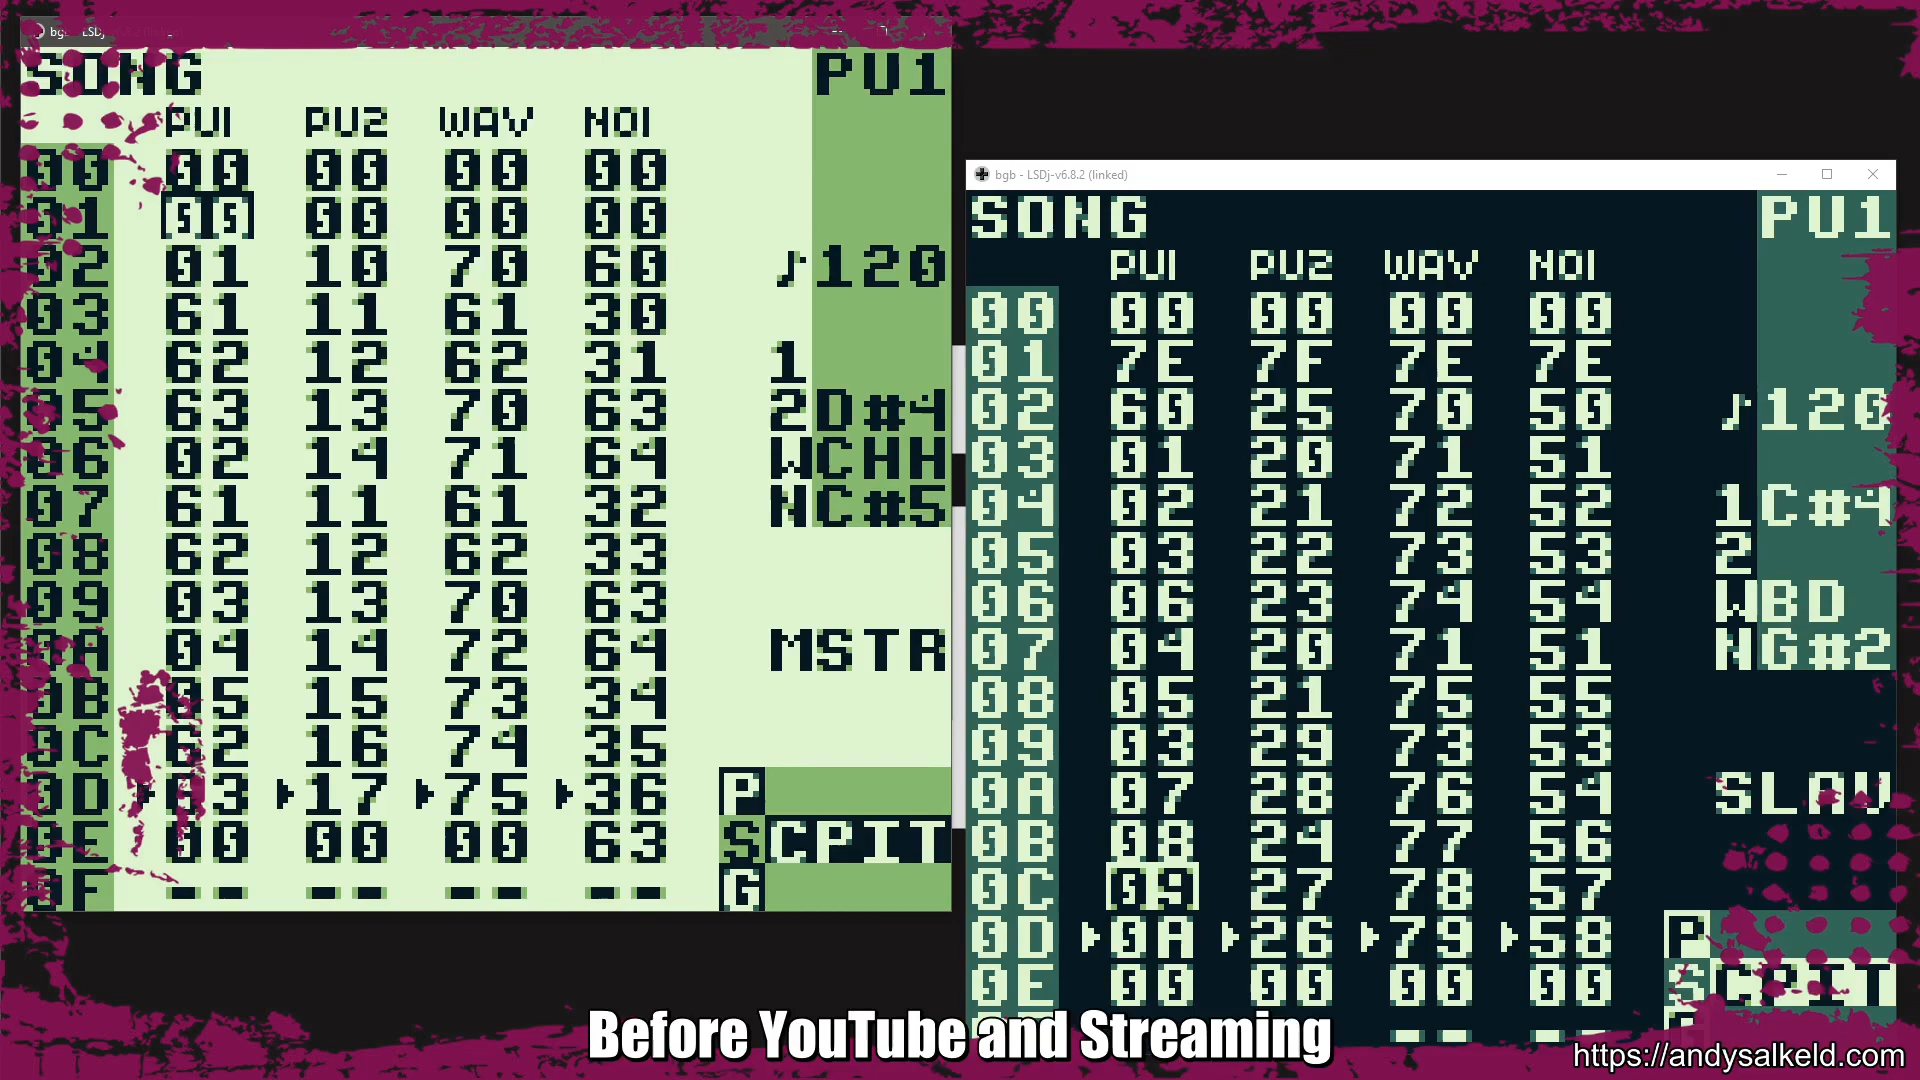 SONG PU1
PU1 PU2 WAV NOI
00 00 00 00 00
01 00 00 00
02 01 10 70 60 ♪120
03 61 11 61 30
04 62 12 62 31 1
05 63 13 70 63 2D#4
06 02 14 71 64 WCHH
07 61 11 61 32 NC#5
08 62 12 62 33
09 03 13 70 63
0A 04 14 72 64 MSTR
0B 05 15 73 34
0C 62 16 74 35
0D 63 17 75 36 P
0E 00 00 00 63 SCPIT
0F -- -- -- -- G
bgb - LSDj-v6.8.2 (linked)
SONG PU1
PU1 PU2 WAV NOI
00 00 00 00 00
01 7E 7F 7E 7E
02 60 25 70 50 ♪120
03 01 20 71 51
04 02 21 72 52 1C#4
05 03 22 73 53 2
06 06 23 74 54 WBD
07 04 20 71 51 NG#2
08 05 21 75 55
09 03 29 73 53
0A 07 28 76 54 SLAV
0B 08 24 77 56
0C 09 27 78 57
0D 0A 26 79 58 P
0E 00 00 00 00 SCPIT
Before YouTube and Streaming
https://andysalkeld.com